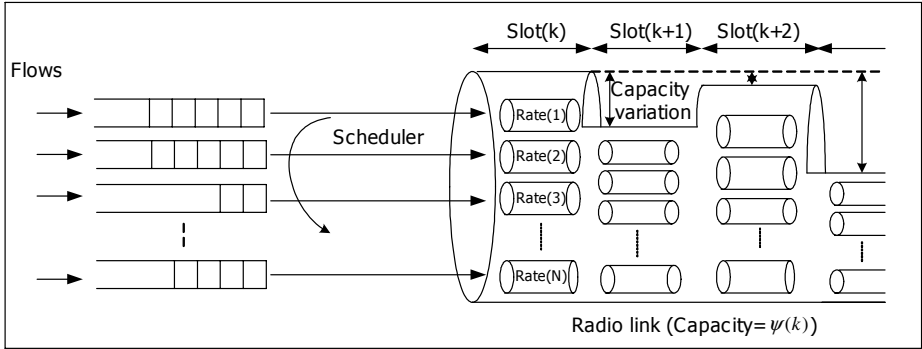 Slot(k) Slot(k+1) Slot(k+2)
Flows
Capacity
variation
Scheduler
Rate(1)
Rate(2)
Rate(3)
Rate(N)
Radio link (Capacity= ψ(k))